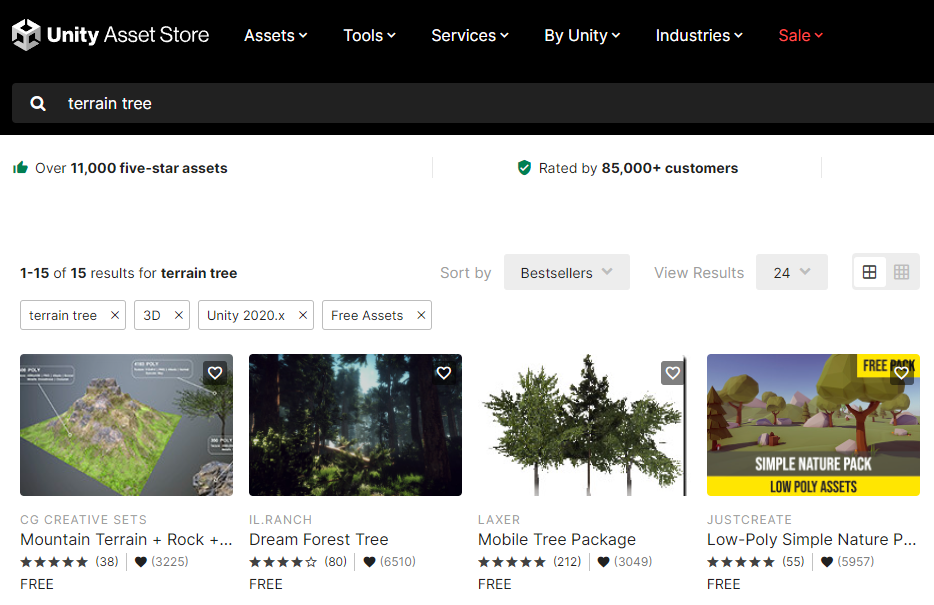 Unity Asset Store
Assets Tools Services By Unity Industries Sale
terrain tree
Over 11,000 five-star assets
Rated by 85,000+ customers
1-15 of 15 results for terrain tree
Sort by Bestsellers View Results 24
terrain tree × 3D × Unity 2020.x × Free Assets ×
FREE PACK
SIMPLE NATURE PACK
LOW POLY ASSETS
CG CREATIVE SETS
Mountain Terrain + Rock +...
(38) (3225)
FREE
IL.RANCH
Dream Forest Tree
(80) (6510)
FREE
LAXER
Mobile Tree Package
(212) (3049)
FREE
JUSTCREATE
Low-Poly Simple Nature P...
(55) (5957)
FREE